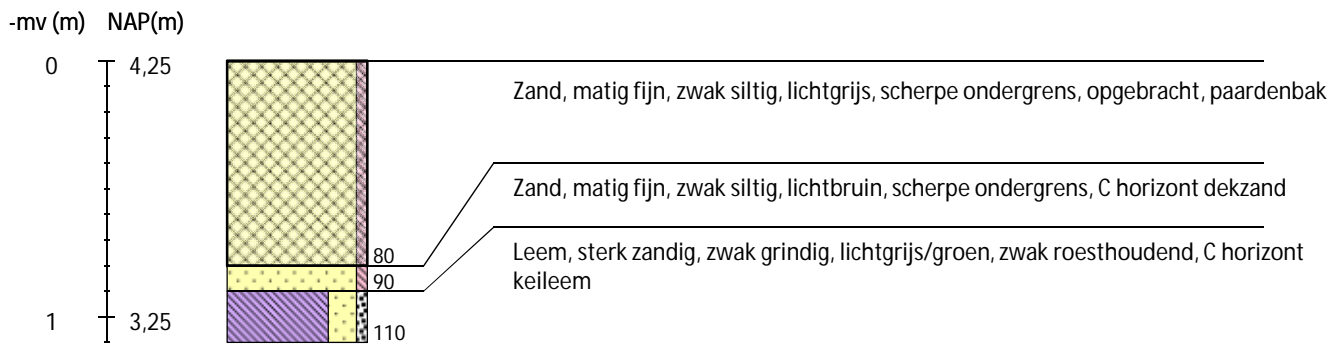 -mv (m) NAP(m)
0 4,25
Zand, matig fijn, zwak siltig, lichtgrijs, scherpe ondergrens, opgebracht, paardenbak
Zand, matig fijn, zwak siltig, lichtbruin, scherpe ondergrens, C horizont dekzand
80
Leem, sterk zandig, zwak grindig, lichtgrijs/groen, zwak roesthoudend, C horizont
keileem
90
1 3,25
110